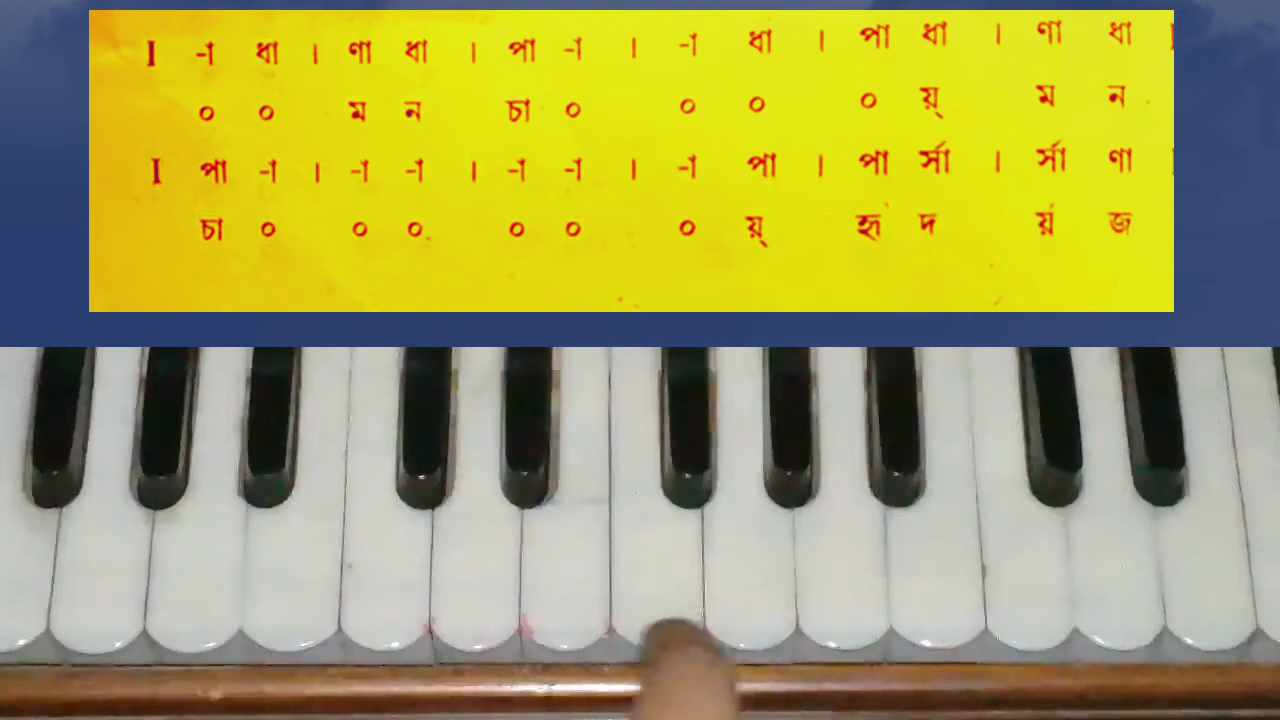 I -া ধা । ণা ধা । পা -া । -া ধা । পা ধা । ণা ধা
০ ০ ম ন চা ০ ০ ০ ০ য়্ ম ন
I পা -া । -া -া । -া -া । -া পা । পা র্সা । র্সা ণা
চা ০ ০ ০ ০ ০ ০ য়্ হৃ দ য়ঁ জ